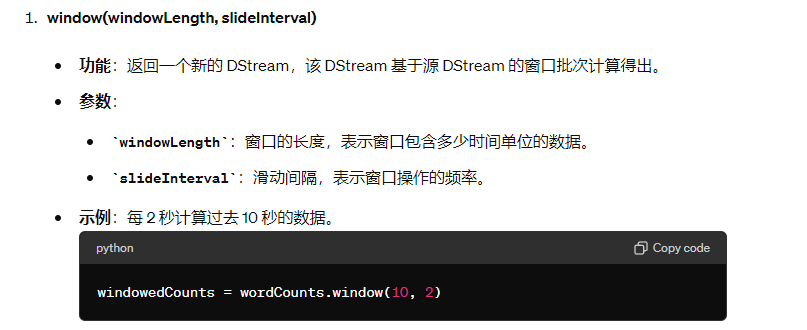 1. window(windowLength, slideInterval)
• 功能：返回一个新的 DStream，该 DStream 基于源 DStream 的窗口批次计算得出。
• 参数：
• `windowLength`：窗口的长度，表示窗口包含多少时间单位的数据。
• `slideInterval`：滑动间隔，表示窗口操作的频率。
• 示例：每 2 秒计算过去 10 秒的数据。
python Copy code
windowedCounts = wordCounts.window(10, 2)